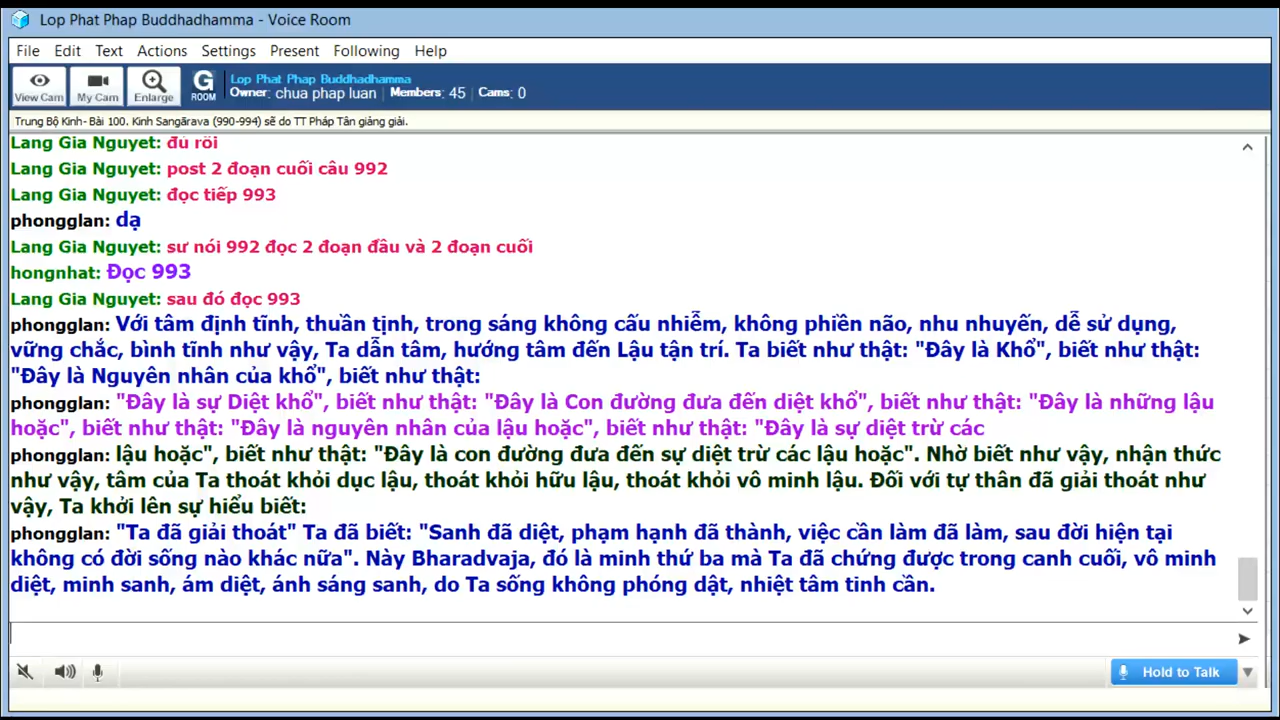 Lop Phat Phap Buddhadhamma - Voice Room
File Edit Text Actions Settings Present Following Help
View Cam My Cam Enlarge G ROOM Lop Phat Phap Buddhadhamma
Owner: chua phap luan | Members: 45 | Cams: 0
Trung Bộ Kinh- Bài 100. Kinh Sangārava (990-994) sẽ do TT Pháp Tân giảng giải.
Lang Gia Nguyet: đủ rồi
Lang Gia Nguyet: post 2 đoạn cuối câu 992
Lang Gia Nguyet: đọc tiếp 993
phongglan: dạ
Lang Gia Nguyet: sư nói 992 đọc 2 đoạn đầu và 2 đoạn cuối
hongnhat: Đọc 993
Lang Gia Nguyet: sau đó đọc 993
phongglan: Với tâm định tĩnh, thuần tịnh, trong sáng không cấu nhiễm, không phiền não, nhu nhuyến, dễ sử dụng,
vững chắc, bình tĩnh như vậy, Ta dẫn tâm, hướng tâm đến Lậu tận trí. Ta biết như thật: "Đây là Khổ", biết như thật:
"Đây là Nguyên nhân của khổ", biết như thật:
phongglan: "Đây là sự Diệt khổ", biết như thật: "Đây là Con đường đưa đến diệt khổ", biết như thật: "Đây là những lậu
hoặc", biết như thật: "Đây là nguyên nhân của lậu hoặc", biết như thật: "Đây là sự diệt trừ các
phongglan: lậu hoặc", biết như thật: "Đây là con đường đưa đến sự diệt trừ các lậu hoặc". Nhờ biết như vậy, nhận thức
như vậy, tâm của Ta thoát khỏi dục lậu, thoát khỏi hữu lậu, thoát khỏi vô minh lậu. Đối với tự thân đã giải thoát như
vậy, Ta khởi lên sự hiểu biết:
phongglan: "Ta đã giải thoát" Ta đã biết: "Sanh đã diệt, phạm hạnh đã thành, việc cần làm đã làm, sau đời hiện tại
không có đời sống nào khác nữa". Này Bharadvaja, đó là minh thứ ba mà Ta đã chứng được trong canh cuối, vô minh
diệt, minh sanh, ám diệt, ánh sáng sanh, do Ta sống không phóng dật, nhiệt tâm tinh cần.
Hold to Talk